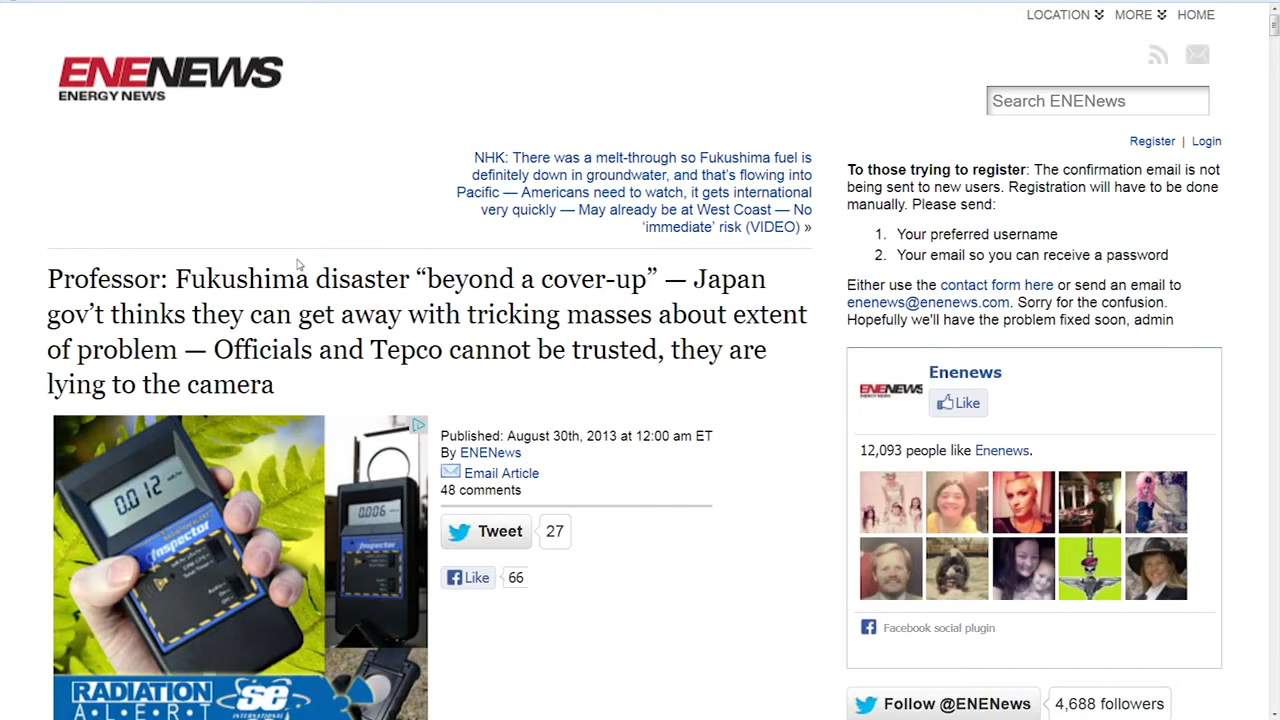 LOCATION MORE HOME
ENENEWS
ENERGY NEWS
Search ENENews
Register | Login
NHK: There was a melt-through so Fukushima fuel is
definitely down in groundwater, and that's flowing into
Pacific — Americans need to watch, it gets international
very quickly — May already be at West Coast — No
'immediate' risk (VIDEO) »
To those trying to register: The confirmation email is not
being sent to new users. Registration will have to be done
manually. Please send:
1. Your preferred username
2. Your email so you can receive a password
Either use the contact form here or send an email to
enenews@enenews.com. Sorry for the confusion.
Hopefully we'll have the problem fixed soon, admin
Professor: Fukushima disaster “beyond a cover-up” — Japan
gov’t thinks they can get away with tricking masses about extent
of problem — Officials and Tepco cannot be trusted, they are
lying to the camera
0.012
0.006
RADIATION ALERT
Inspector
RADIATION
A·L·E·R·T
se
INTERNATIONAL
Published: August 30th, 2013 at 12:00 am ET
By ENENews
Email Article
48 comments
Tweet 27
Like 66
ENENEWS
ENERGY NEWS
Enenews
Like
12,093 people like Enenews.
Facebook social plugin
Follow @ENENews 4,688 followers